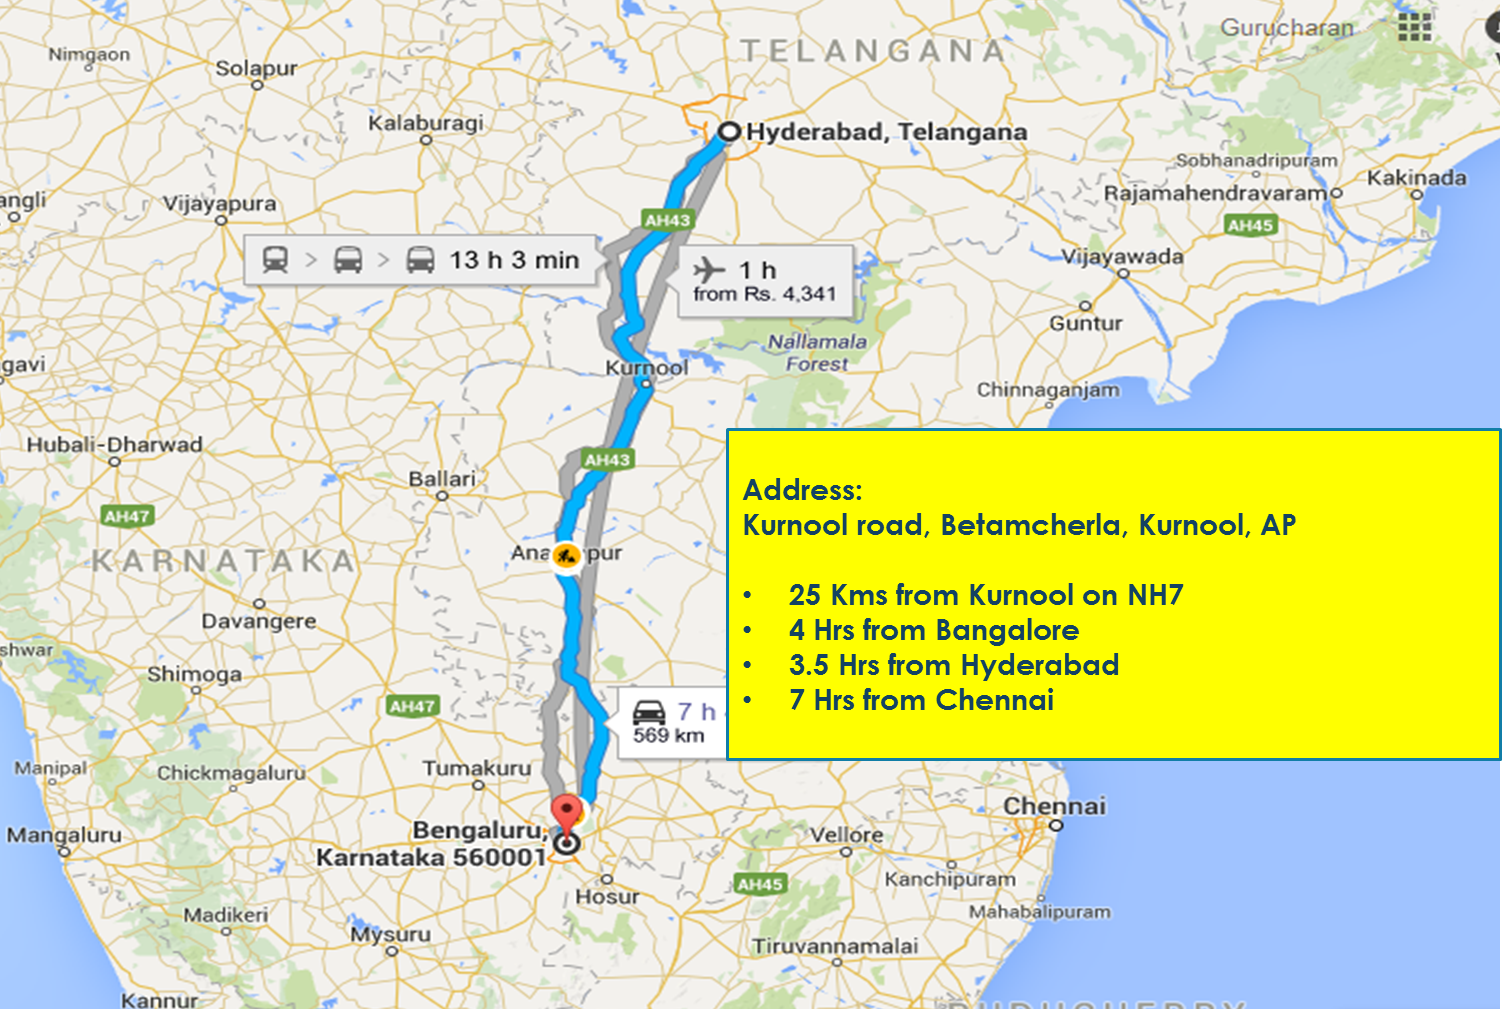 Gurucharan
Nimgaon
TELANGANA
Solapur
Kalaburagi
Hyderabad, Telangana
Sobhanadripuram
Kakinada
Rajamahendravaram
angli
Vijayapura
AH43
AH45
13 h 3 min
1 h
from Rs. 4,341
Vijayawada
Guntur
Nallamala
Forest
gavi
Kurnool
Chinnaganjam
Hubali-Dharwad
AH43
Ballari
Address:
Kurnool road, Betamcherla, Kurnool, AP
• 25 Kms from Kurnool on NH7
• 4 Hrs from Bangalore
• 3.5 Hrs from Hyderabad
• 7 Hrs from Chennai
AH47
KARNATAKA
Davangere
shwar
Shimoga
AH47
7 h
569 km
Manipal
Chickmagaluru
Tumakuru
Chennai
Mangaluru
Bengaluru,
Karnataka 560001
Vellore
Hosur
AH45
Kanchipuram
Mahabalipuram
Madikeri
Mysuru
Tiruvannamalai
Kannur